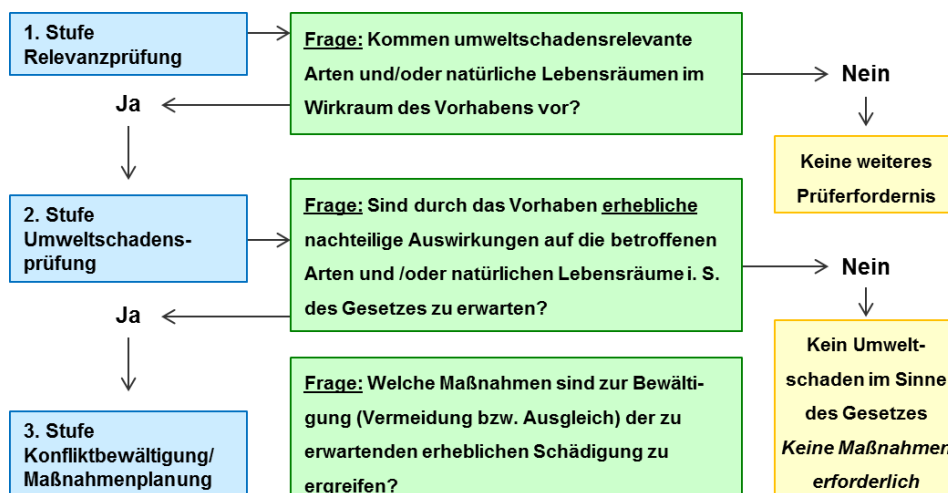 1. Stufe
Relevanzprüfung
Frage: Kommen umweltschadensrelevante
Arten und/oder natürliche Lebensräumen im
Wirkraum des Vorhabens vor?
Nein
Ja
Keine weiteres
Prüferfordernis
2. Stufe
Umweltschadens-
prüfung
Frage: Sind durch das Vorhaben erhebliche
nachteilige Auswirkungen auf die betroffenen
Arten und /oder natürlichen Lebensräume i. S.
des Gesetzes zu erwarten?
Nein
Ja
Kein Umwelt-
schaden im Sinne
des Gesetzes
Keine Maßnahmen
erforderlich
3. Stufe
Konfliktbewältigung/
Maßnahmenplanung
Frage: Welche Maßnahmen sind zur Bewälti-
gung (Vermeidung bzw. Ausgleich) der zu
erwartenden erheblichen Schädigung zu
ergreifen?